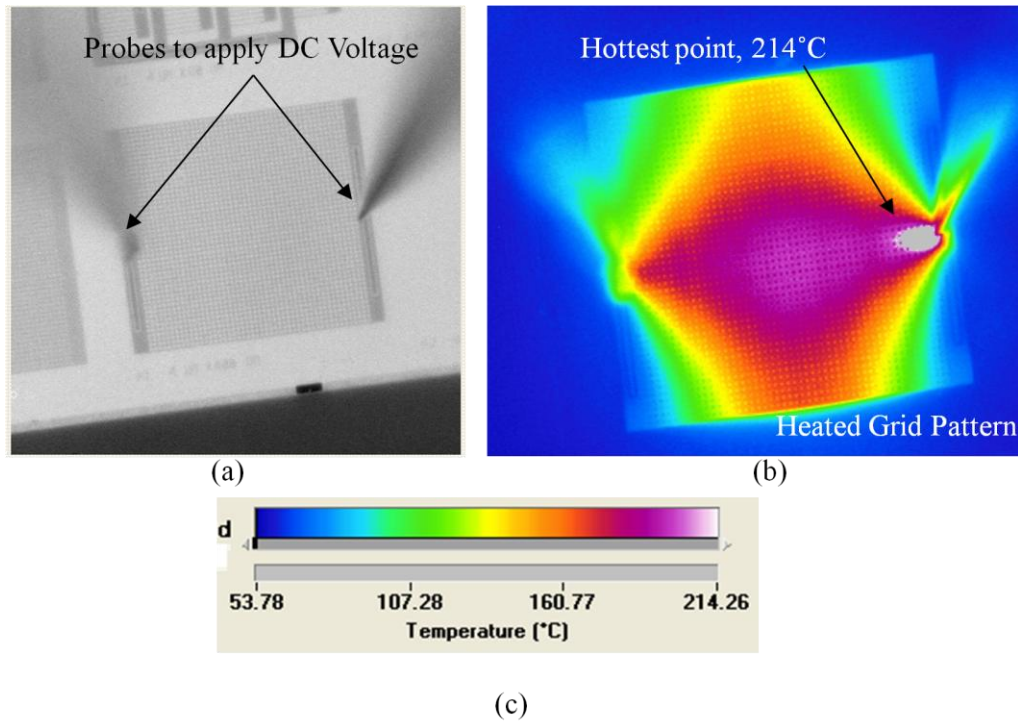 Probes to apply DC Voltage
Hottest point, 214°C
Heated Grid Pattern
(a)
(b)
d
53.78 107.28 160.77 214.26
Temperature (°C)
(c)